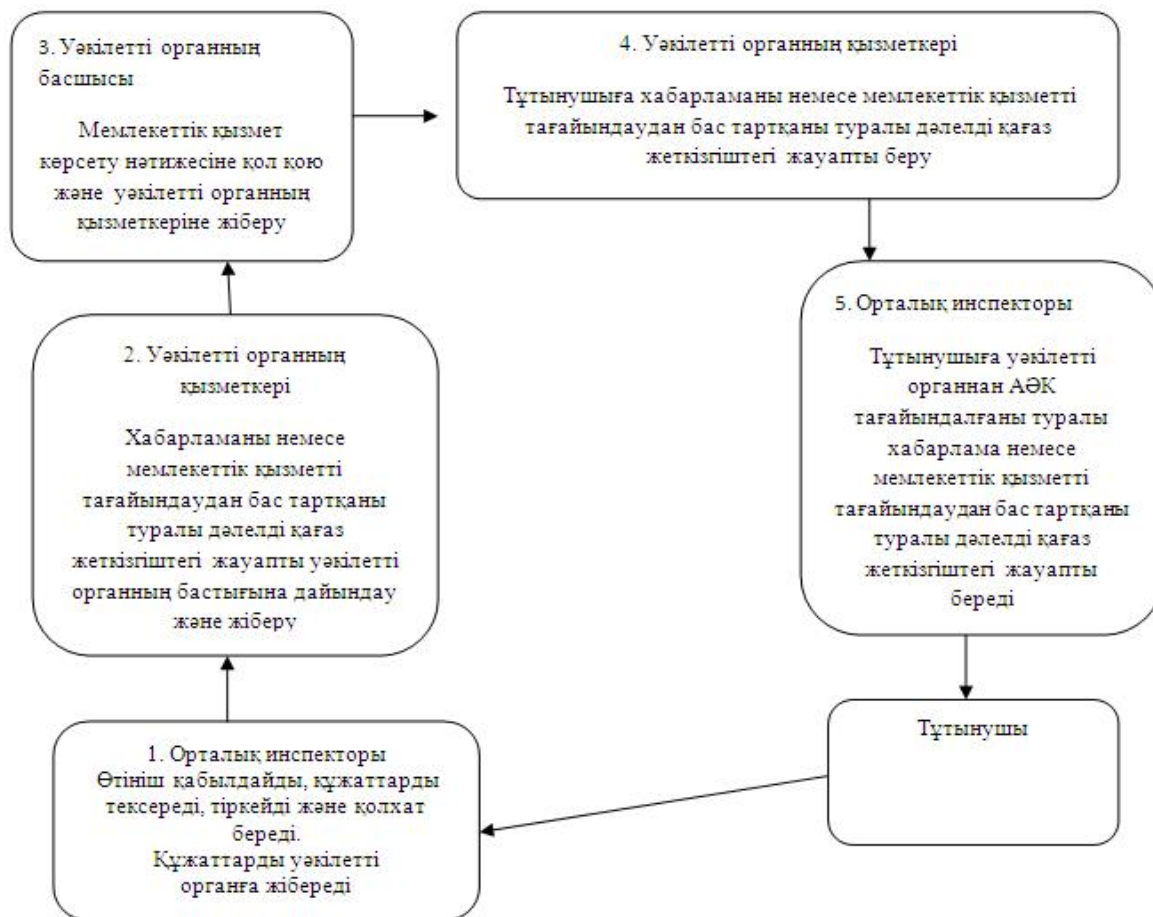 3. Уәкілетті органның
басшысы
Мемлекеттік қызмет
көрсету нәтижесіне қол қою
және уәкілетті органның
қызметкеріне жіберу
4. Уәкілетті органның қызметкері
Тұтынушыға хабарламаны немесе мемлекеттік қызметті
тағайындаудан бас тартқаны туралы дәлелді қағаз
жеткізгіштегі жауапты беру
5. Орталық инспекторы
Тұтынушыға уәкілетті
органнан АӘК
тағайындалғаны туралы
хабарлама немесе
мемлекеттік қызметті
тағайындаудан бас тартқаны
туралы дәлелді қағаз
жеткізгіштегі жауапты
береді
2. Уәкілетті органның
қызметкері
Хабарламаны немесе
мемлекеттік қызметті
тағайындаудан бас тартқаны
туралы дәлелді қағаз
жеткізгіштегі жауапты уәкілетті
органның бастығына дайындау
және жіберу
Тұтынушы
1. Орталық инспекторы
Өтініш қабылдайды, құжаттарды
тексереді, тіркейді және қолхат
береді.
Құжаттарды уәкілетті
органға жібереді